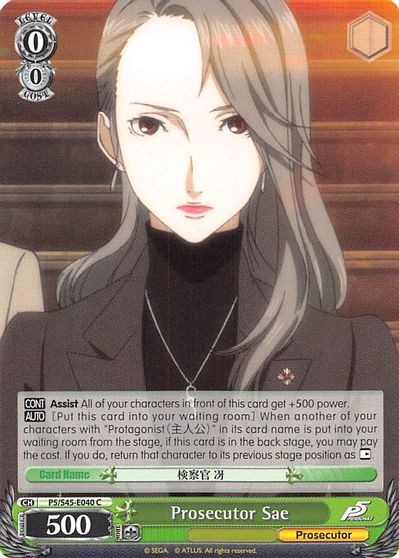 LEVEL
0
0
COST
CONT Assist All of your characters in front of this card get +500 power.
AUTO [Put this card into your waiting room] When another of your
characters with "Protagonist(主人公)" in its card name is put into your
waiting room from the stage, if this card is in the back stage, you may pay
the cost. If you do, return that character to its previous stage position as
Card Name 検察官 冴
CH P5/S45-E040 C
POWER 500
Prosecutor Sae
P5 PERSONA5
Prosecutor
© SEGA. © ATLUS. All rights reserved.